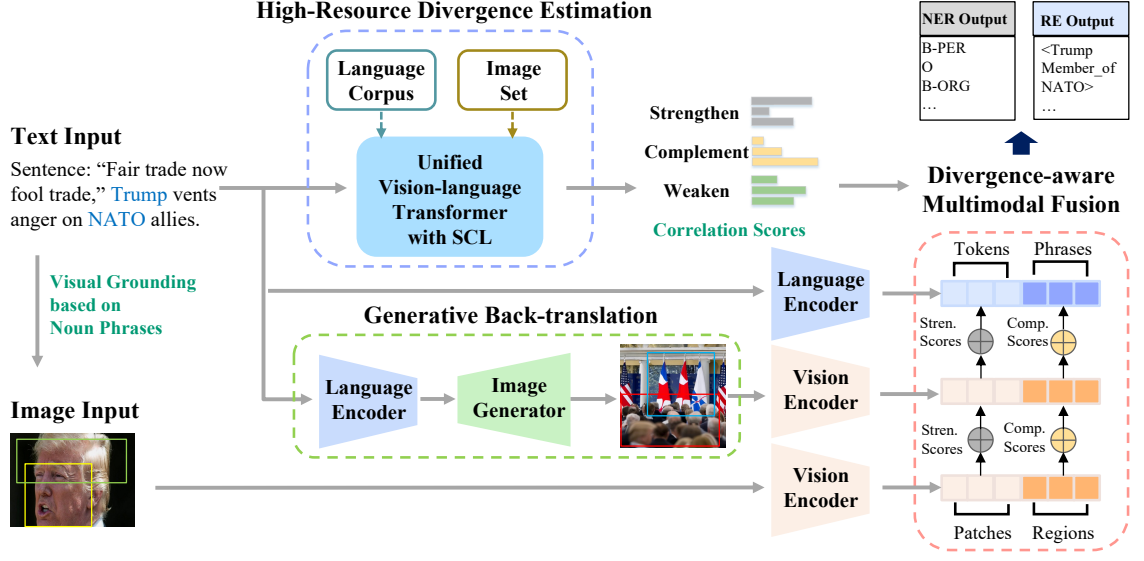 High-Resource Divergence Estimation
Language
Corpus
Image
Set
Unified
Vision-language
Transformer
with SCL
Text Input
Sentence: “Fair trade now
fool trade,” Trump vents
anger on NATO allies.
Visual Grounding
based on
Noun Phrases
Image Input
Strengthen
Complement
Weaken
Correlation Scores
NER Output
B-PER
O
B-ORG
…
RE Output
<Trump
Member_of
NATO>
…
Divergence-aware
Multimodal Fusion
Generative Back-translation
Language
Encoder
Image
Generator
Language
Encoder
Vision
Encoder
Vision
Encoder
Tokens
Phrases
Stren.
Scores
Comp.
Scores
Stren.
Scores
Comp.
Scores
Patches
Regions